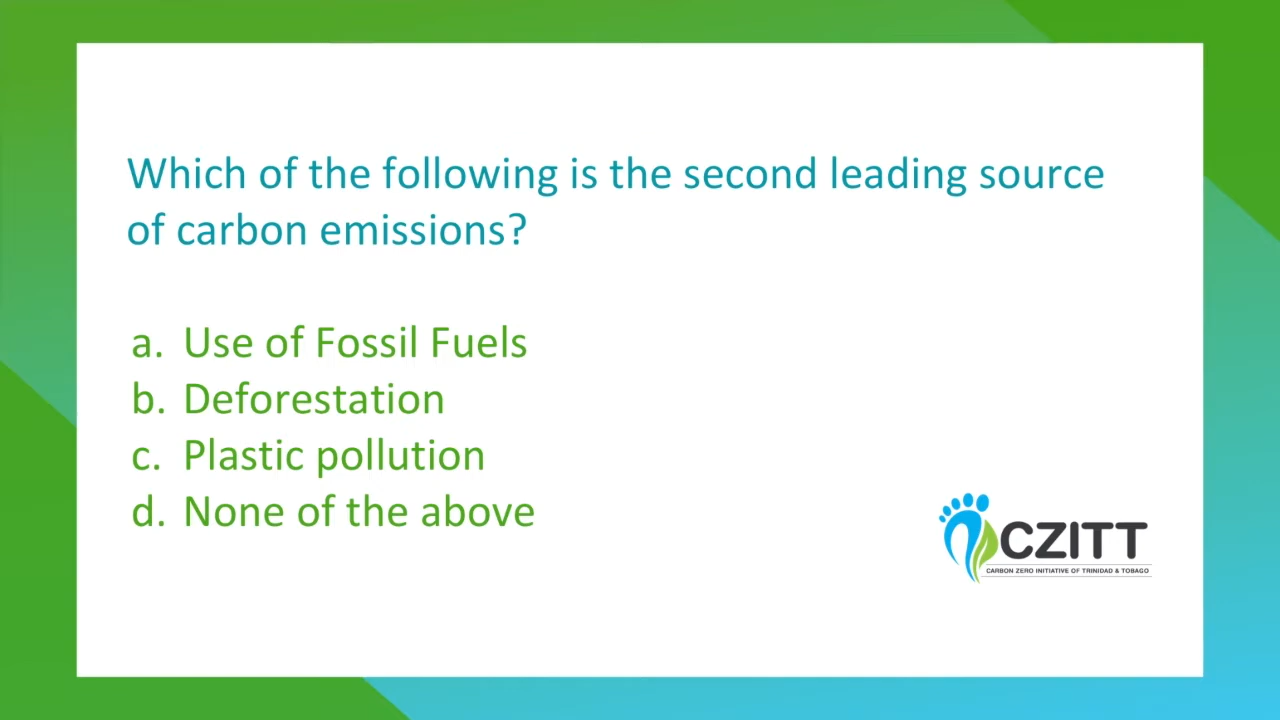 Which of the following is the second leading source
of carbon emissions?
a. Use of Fossil Fuels
b. Deforestation
c. Plastic pollution
d. None of the above
CZITT
CARBON ZERO INITIATIVE OF TRINIDAD & TOBAGO